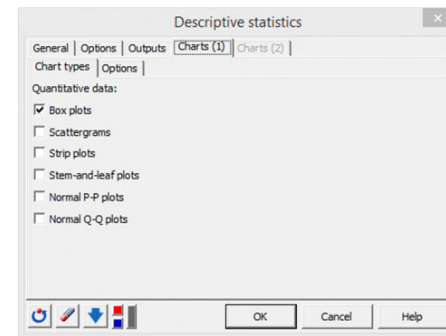 Descriptive statistics
General Options Outputs Charts (1) Charts (2)
Chart types Options
Quantitative data:
Box plots
Scattergrams
Strip plots
Stem-and-leaf plots
Normal P-P plots
Normal Q-Q plots
OK Cancel Help